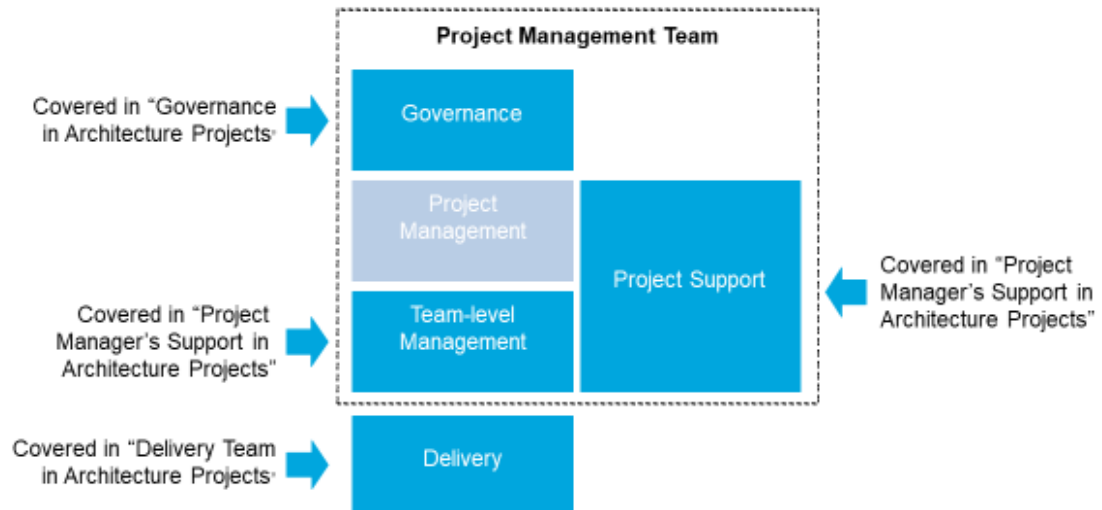 Project Management Team
Covered in “Governance
in Architecture Projects"
Governance
Project
Management
Project Support
Covered in “Project
Manager’s Support in
Architecture Projects”
Covered in “Project
Manager’s Support in
Architecture Projects”
Team-level
Management
Covered in “Delivery Team
in Architecture Projects"
Delivery